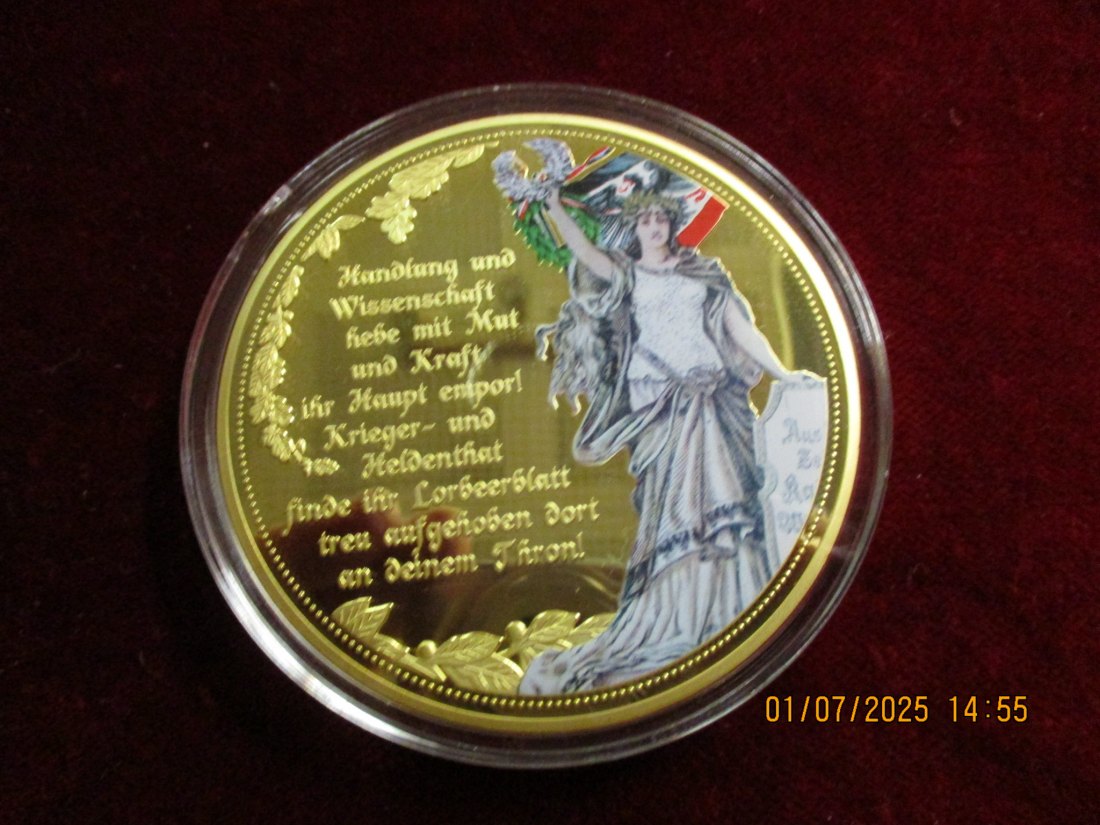 Handlung und
Wissenschaft
hebe mit Mut
und Kraft
ihr Haupt empor!
Krieger- und
Heldenthat
finde ihr Lorbeerblatt
treu aufgehoben dort
an deinem Thron!
Aus
01/07/2025 14:55